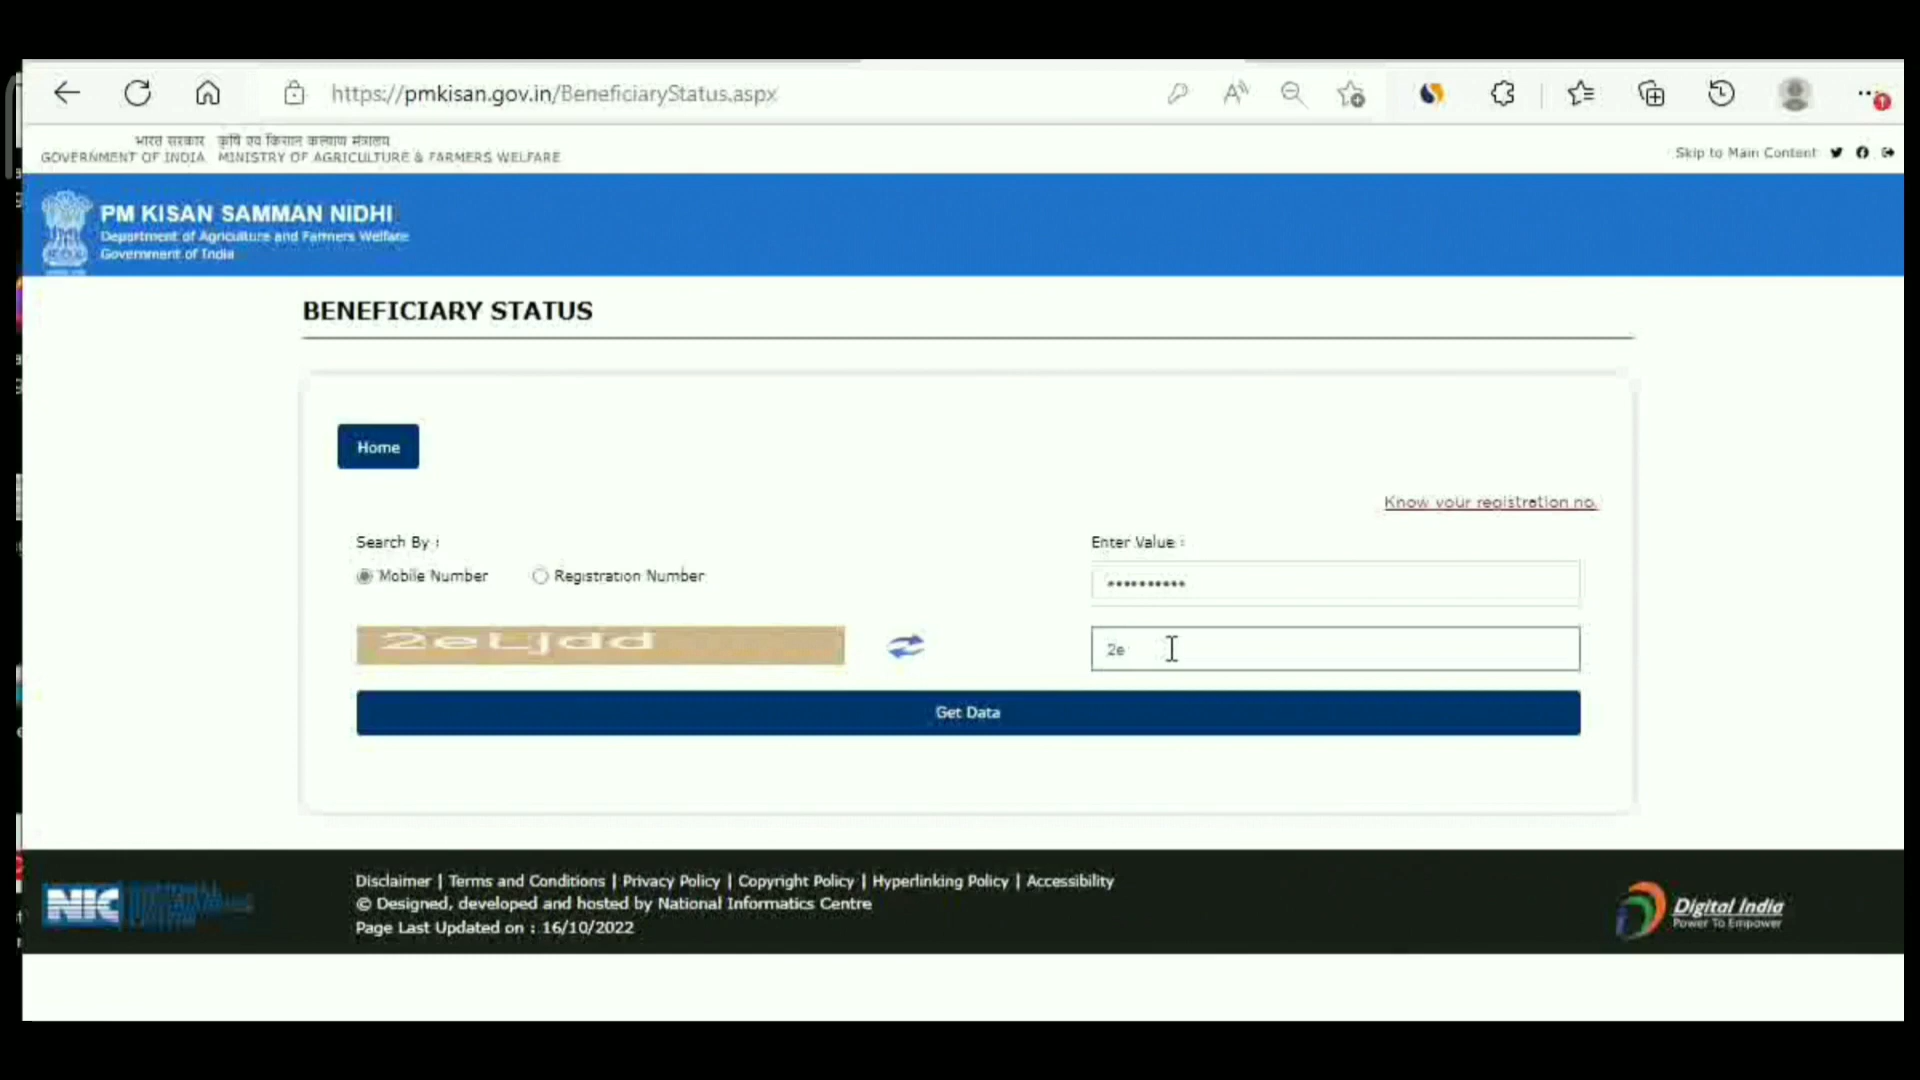 https://pmkisan.gov.in/BeneficiaryStatus.aspx
भारत सरकार कृषि एवं किसान कल्याण मंत्रालय
GOVERNMENT OF INDIA MINISTRY OF AGRICULTURE & FARMERS WELFARE
Skip to Main Content
PM KISAN SAMMAN NIDHI
Department of Agriculture and Farmers Welfare
Government of India
BENEFICIARY STATUS
Home
Know your registration no.
Search By :
Enter Value :
Mobile Number
Registration Number
••••••••••
2eLjdd
2e
Get Data
Disclaimer | Terms and Conditions | Privacy Policy | Copyright Policy | Hyperlinking Policy | Accessibility
© Designed, developed and hosted by National Informatics Centre
Page Last Updated on : 16/10/2022
NIC
Digital India
Power To Empower